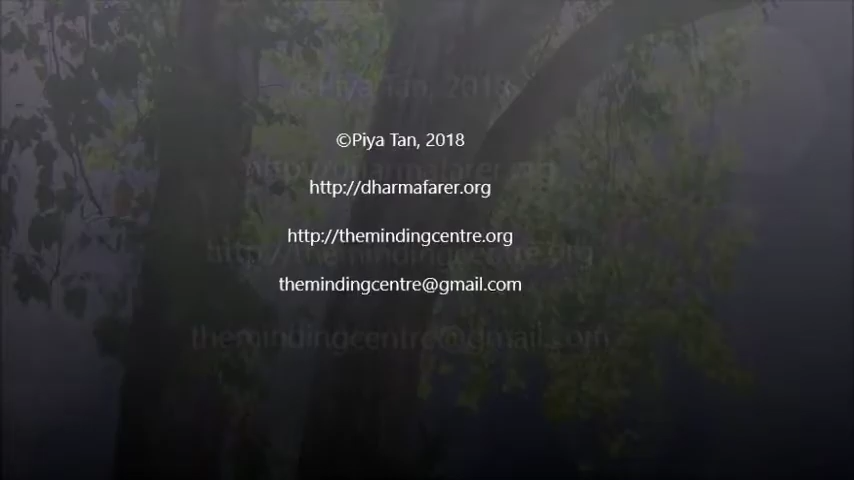 ©Piya Tan, 2018
http://dharmafarer.org
http://themindingcentre.org
themindingcentre@gmail.com